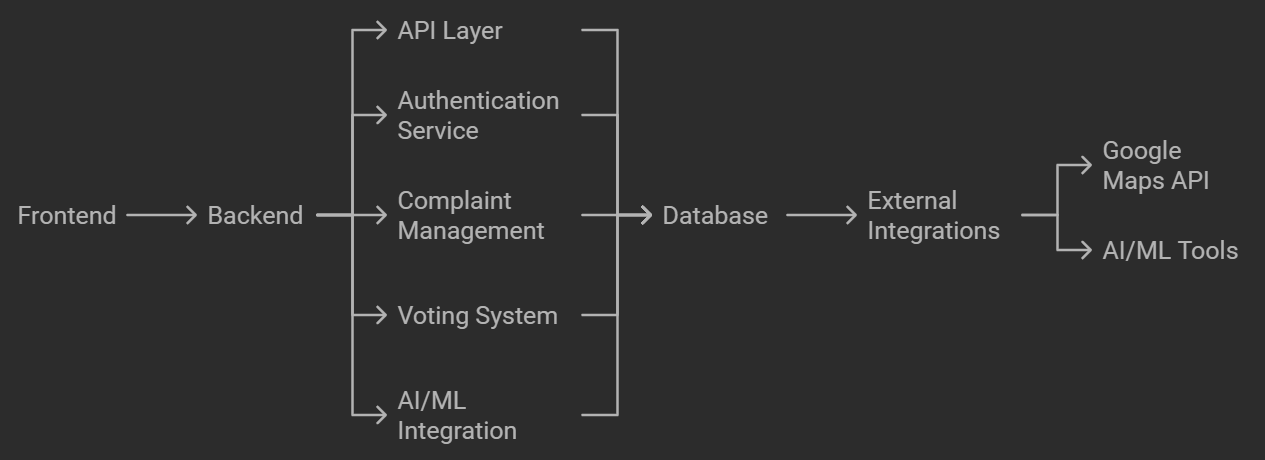 Frontend
Backend
API Layer
Authentication
Service
Complaint
Management
Voting System
AI/ML
Integration
Database
External
Integrations
Google
Maps API
AI/ML Tools